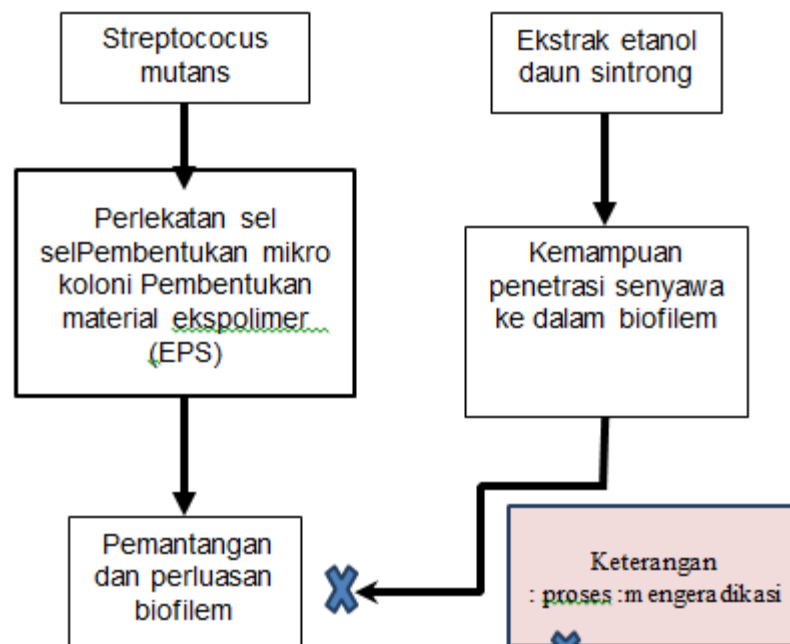 Streptococus
mutans
Ekstrak etanol
daun sintrong
Perlekatan sel
selPembentukan mikro
koloni Pembentukan
material ekspolimer
(EPS)
Kemampuan
penetrasi senyawa
ke dalam biofilem
Pemantangan
dan perluasan
biofilem
Keterangan
: proses :m engeradikasi